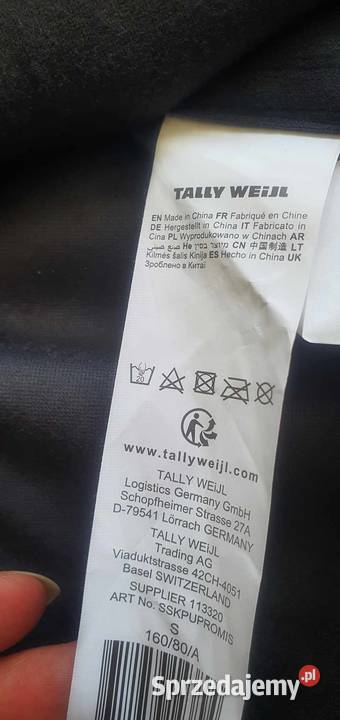 TALLY WEiJL
EN Made in China FR Fabriqué en Chine
DE Hergestellt in China IT Fabricato in
Cina PL Wyprodukowano w Chinach AR
صنع صيني He מיוצר בסין CN 中国制造 LT
Kilmės šalis Kinija ES Hecho in China UK
Зроблено в Китаї
20
www.tallyweijl.com
TALLY WEiJL
Logistics Germany GmbH
Schopfheimer Strasse 27A
D-79541 Lörrach GERMANY
TALLY WEiJL
Trading AG
Viaduktstrasse 42CH-4051
Basel SWITZERLAND
SUPPLIER 113320
ART No. SSKPUPROMIS
S
160/80/A
Sprzedajemy.pl